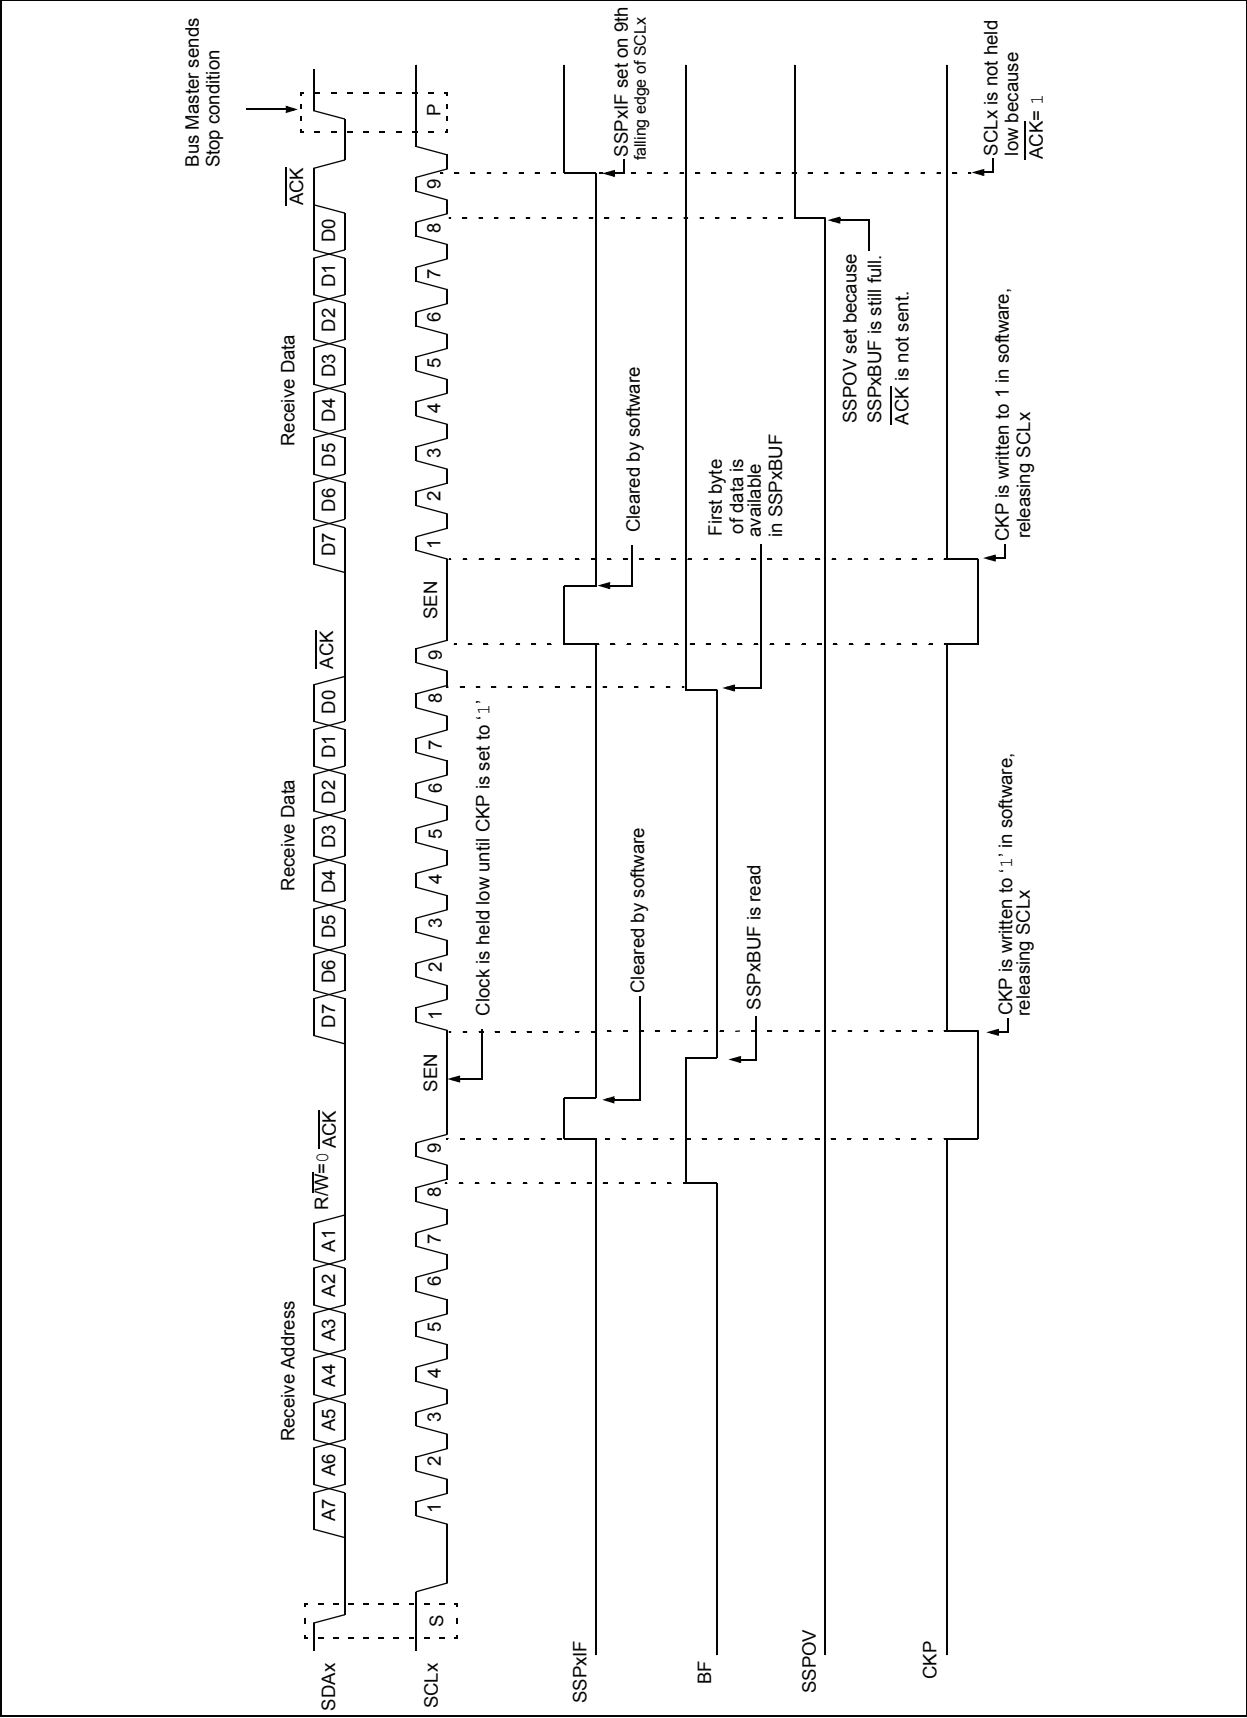 Bus Master sends
Stop condition
Receive Address
Receive Data
Receive Data
ACK
SDAx
A7 A6 A5 A4 A3 A2 A1 R/W=0 ACK D7 D6 D5 D4 D3 D2 D1 D0 ACK D7 D6 D5 D4 D3 D2 D1 D0
SCLx
S 1 2 3 4 5 6 7 8 9 SEN 1 2 3 4 5 6 7 8 9 SEN 1 2 3 4 5 6 7 8 9 P
Clock is held low until CKP is set to ‘1’
SSPxIF
Cleared by software
Cleared by software
SSPxIF set on 9th
falling edge of SCLx
BF
SSPxBUF is read
First byte
of data is
available
in SSPxBUF
SSPOV
SSPOV set because
SSPxBUF is still full.
ACK is not sent.
CKP
CKP is written to ‘1’ in software,
releasing SCLx
CKP is written to 1 in software,
releasing SCLx
SCLx is not held
low because
ACK= 1